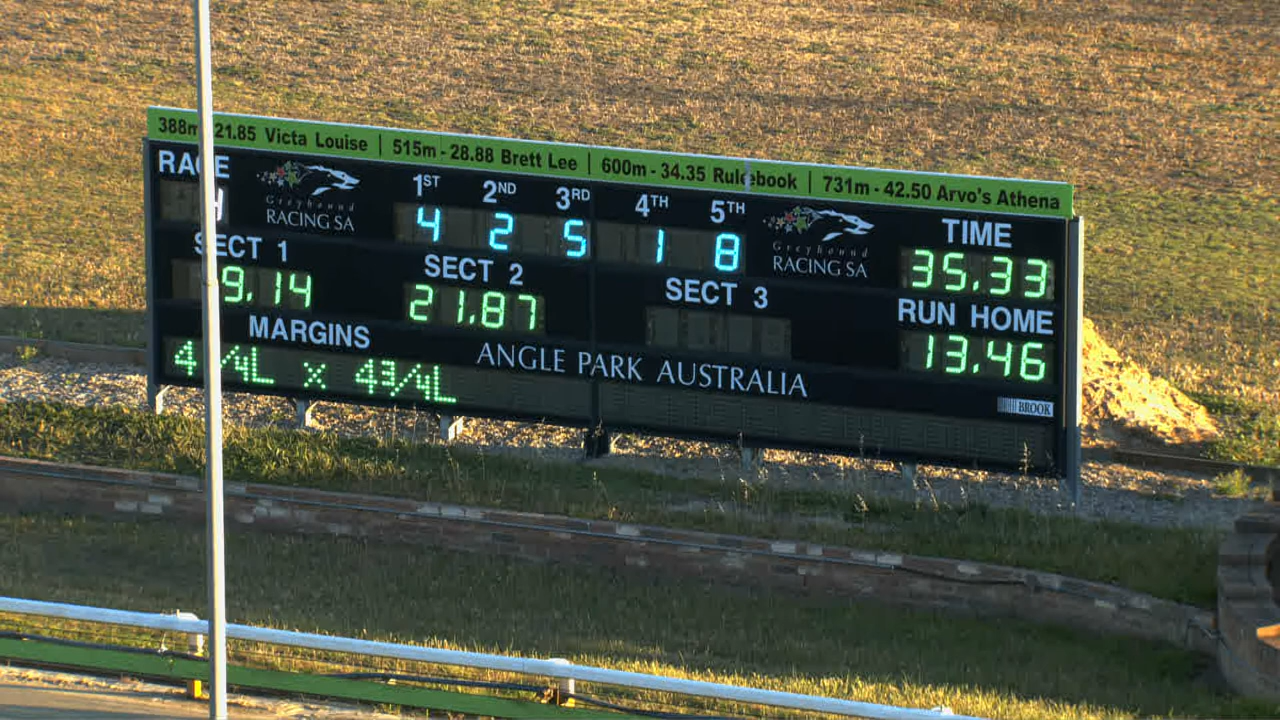 388m 21.85 Victa Louise | 515m - 28.88 Brett Lee | 600m - 34.35 Rulebook | 731m - 42.50 Arvo's Athena
RACE
Greyhound
RACING SA
1ST 2ND 3RD 4TH 5TH
4 2 5 1 8
Greyhound
RACING SA
TIME
35.33
SECT 1
9.14
SECT 2
21.87
SECT 3
RUN HOME
13.46
MARGINS
4 /4L x 4¾L
ANGLE PARK AUSTRALIA
BROOK